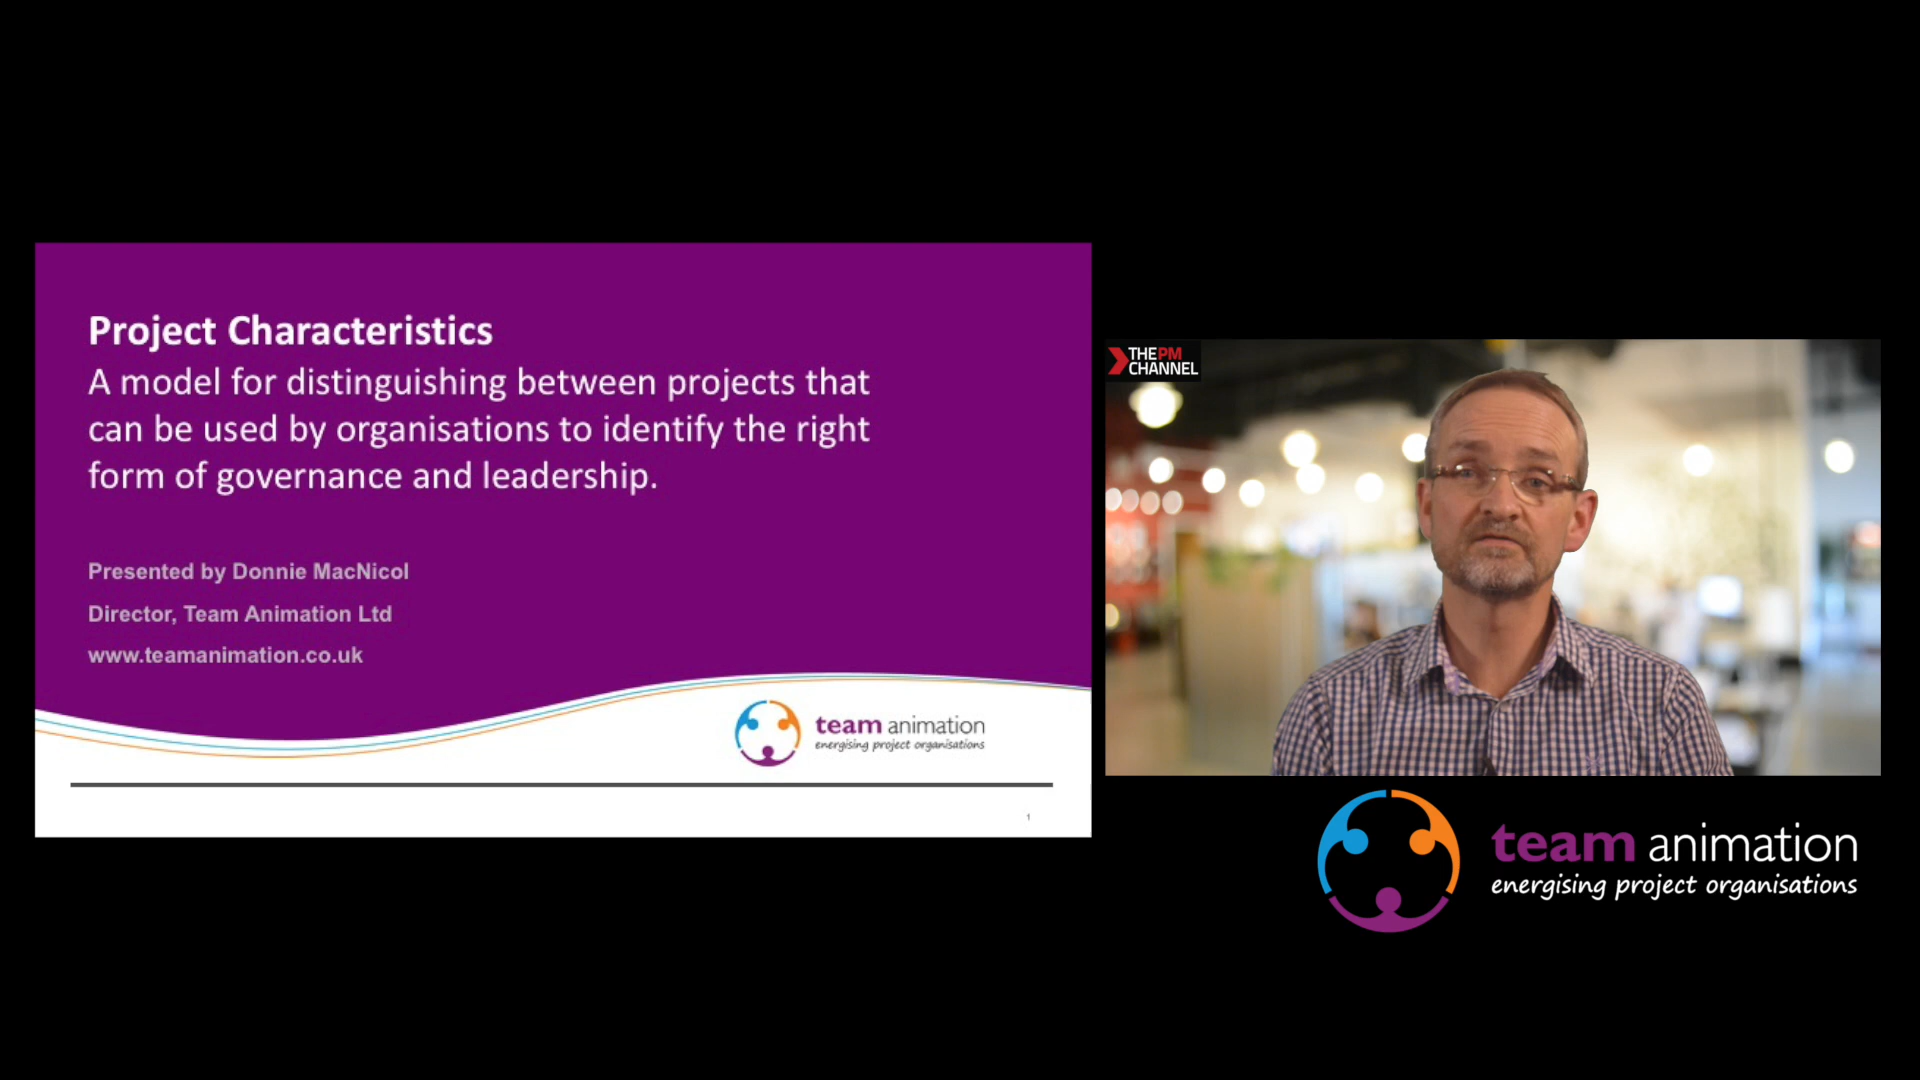 Project Characteristics
A model for distinguishing between projects that
can be used by organisations to identify the right
form of governance and leadership.
Presented by Donnie MacNicol
Director, Team Animation Ltd
www.teamanimation.co.uk
team animation
energising project organisations
1
THEPM
CHANNEL
team animation
energising project organisations